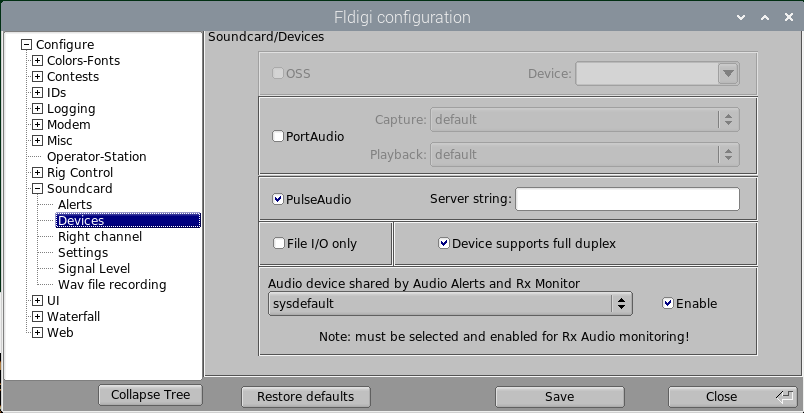 Fldigi configuration
Configure
Colors-Fonts
Contests
IDs
Logging
Modem
Misc
Operator-Station
Rig Control
Soundcard
Alerts
Devices
Right channel
Settings
Signal Level
Wav file recording
UI
Waterfall
Web
Collapse Tree
Soundcard/Devices
OSS Device:
Capture: default
PortAudio
Playback: default
PulseAudio Server string:
File I/O only Device supports full duplex
Audio device shared by Audio Alerts and Rx Monitor
sysdefault Enable
Note: must be selected and enabled for Rx Audio monitoring!
Restore defaults Save Close